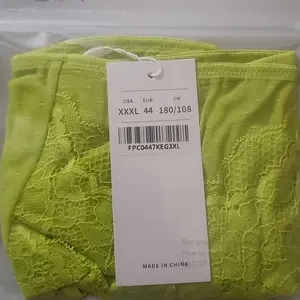 USA EUR CN
XXXL 44 180/108
FPC0447KEG3XL
MADE IN CHINA